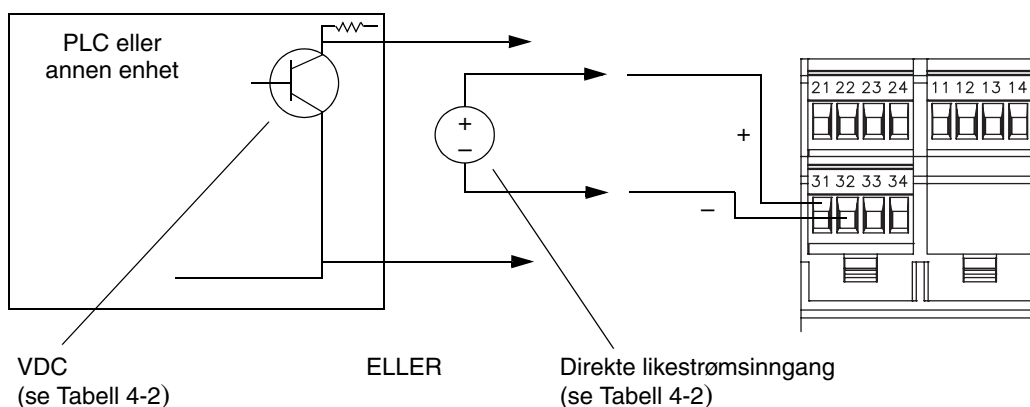 PLC eller
annen enhet
+
–
+
–
21 22 23 24
11 12 13 14
31 32 33 34
VDC
(se Tabell 4-2)
ELLER
Direkte likestrømsinngang
(se Tabell 4-2)